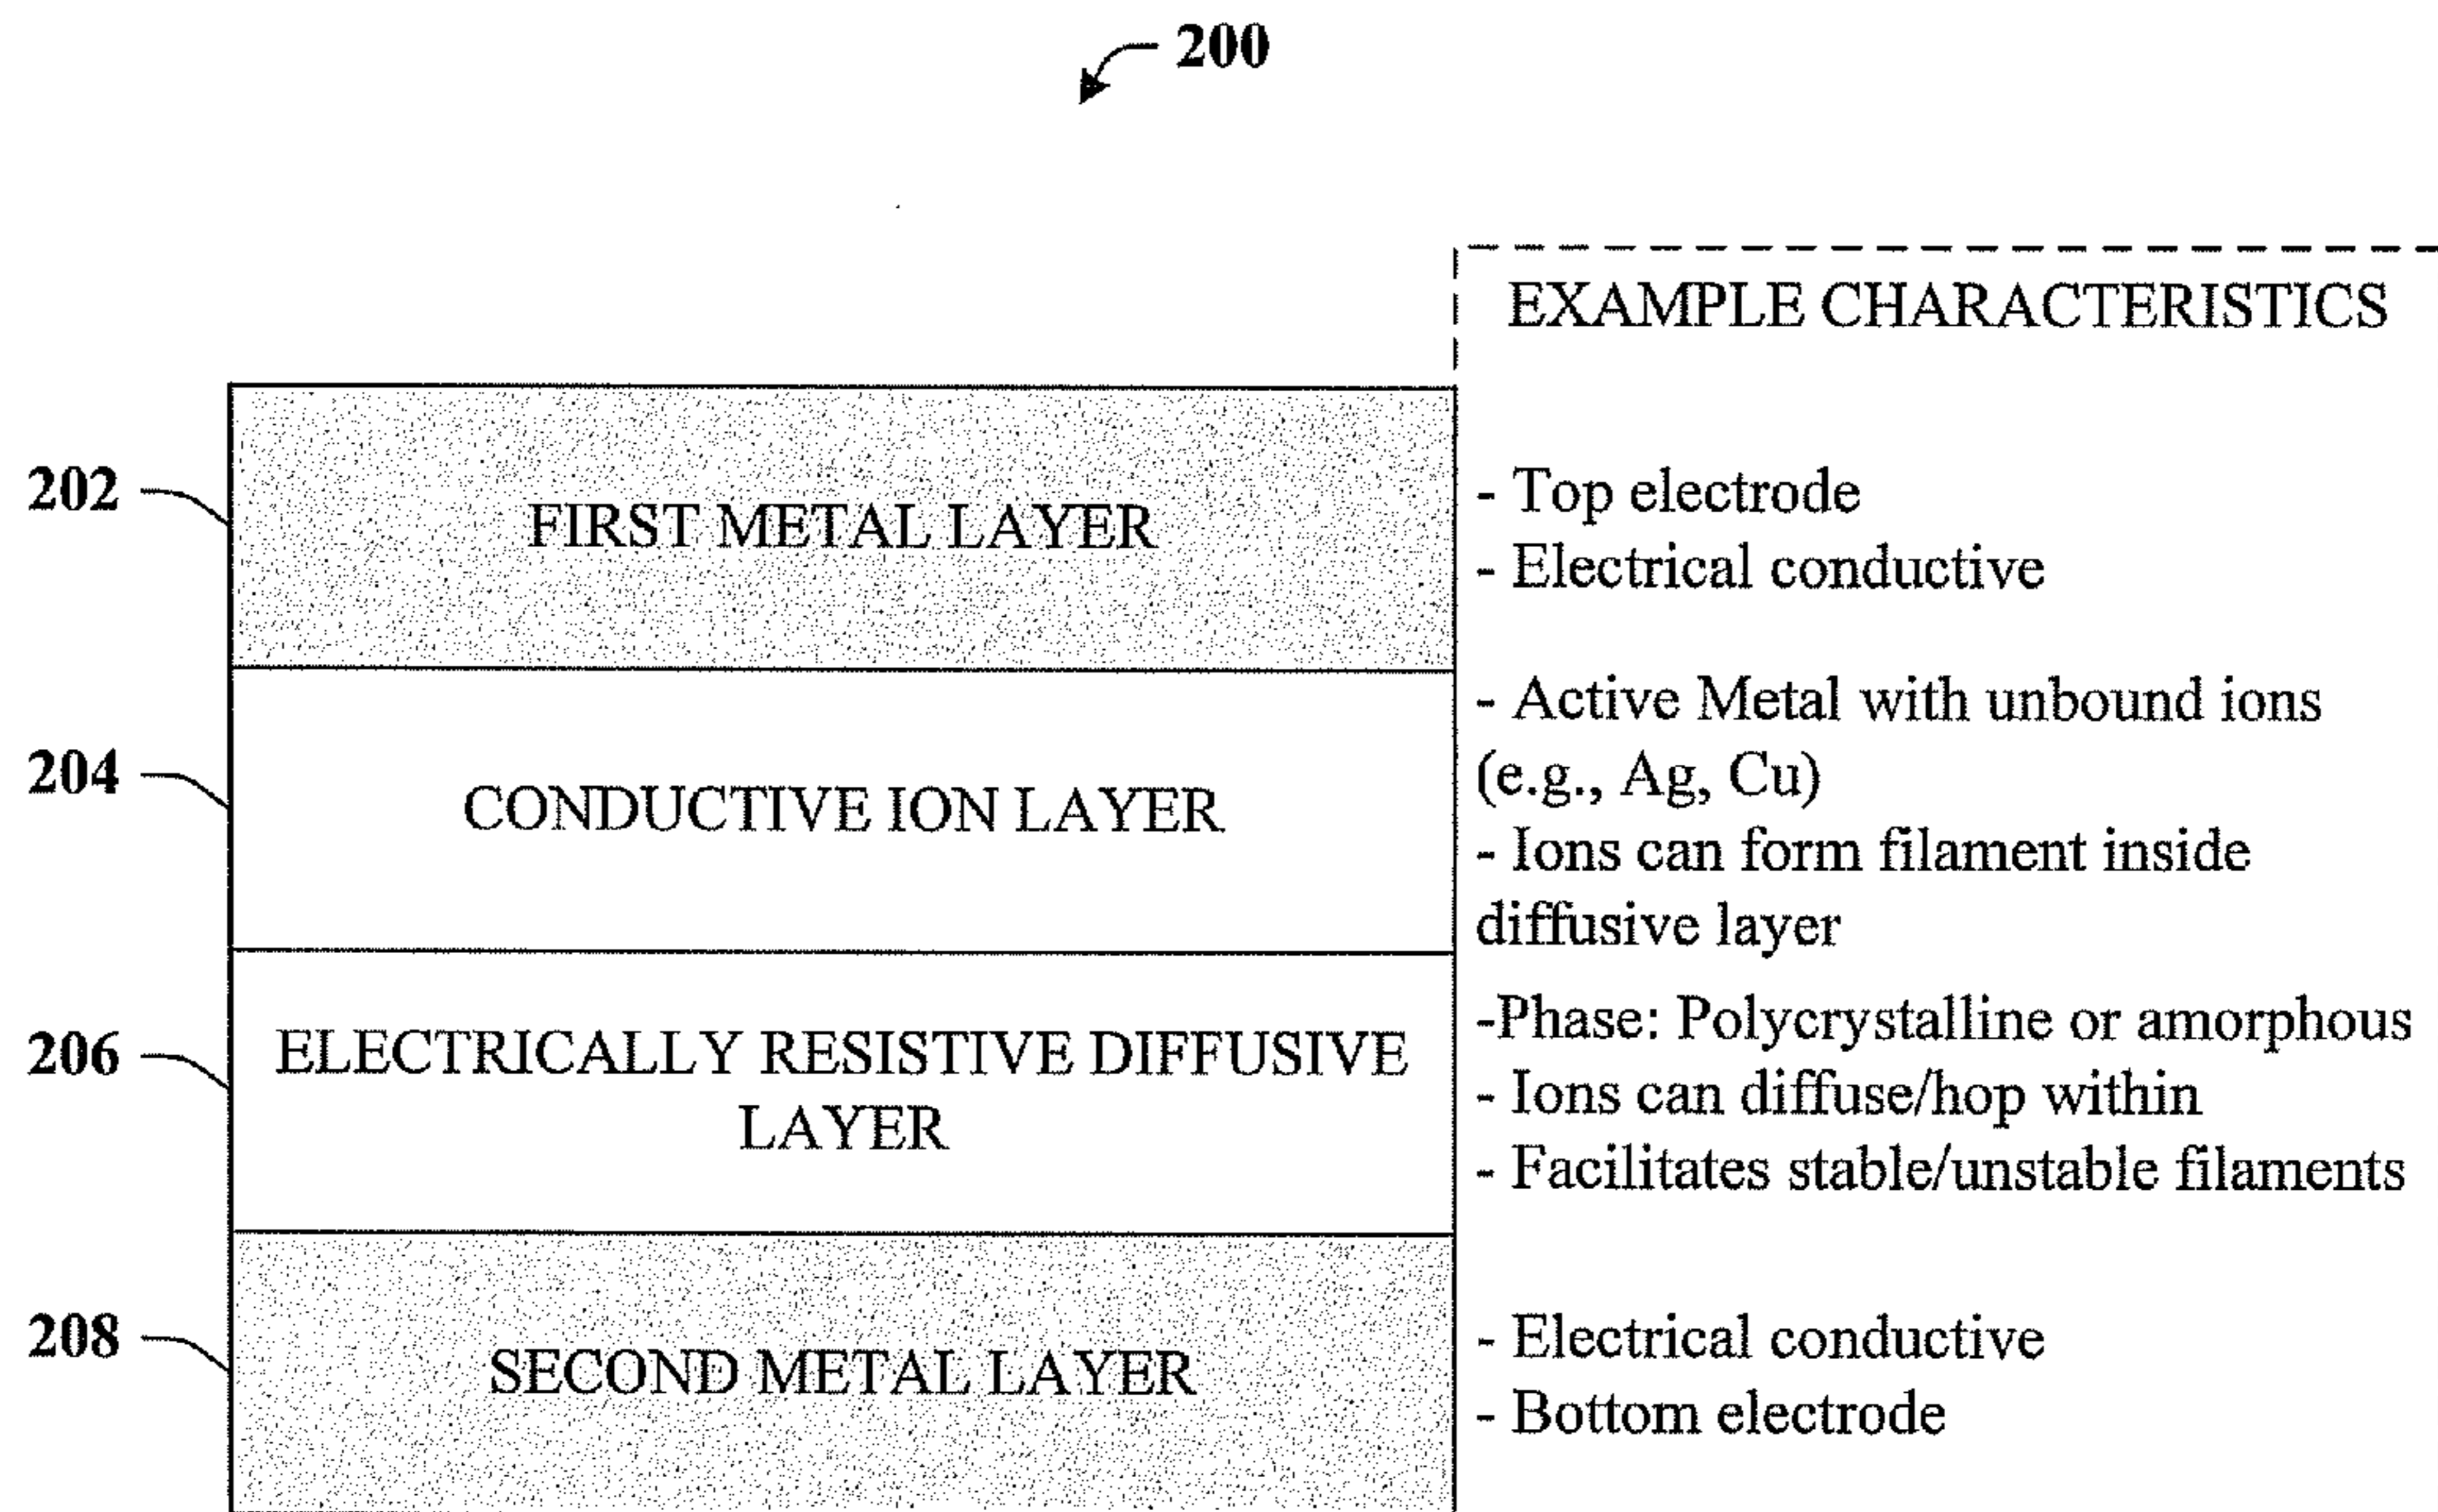 200
EXAMPLE CHARACTERISTICS
202
FIRST METAL LAYER
- Top electrode
- Electrical conductive
204
CONDUCTIVE ION LAYER
- Active Metal with unbound ions
(e.g., Ag, Cu)
- Ions can form filament inside
diffusive layer
206
ELECTRICALLY RESISTIVE DIFFUSIVE
LAYER
-Phase: Polycrystalline or amorphous
- Ions can diffuse/hop within
- Facilitates stable/unstable filaments
208
SECOND METAL LAYER
- Electrical conductive
- Bottom electrode